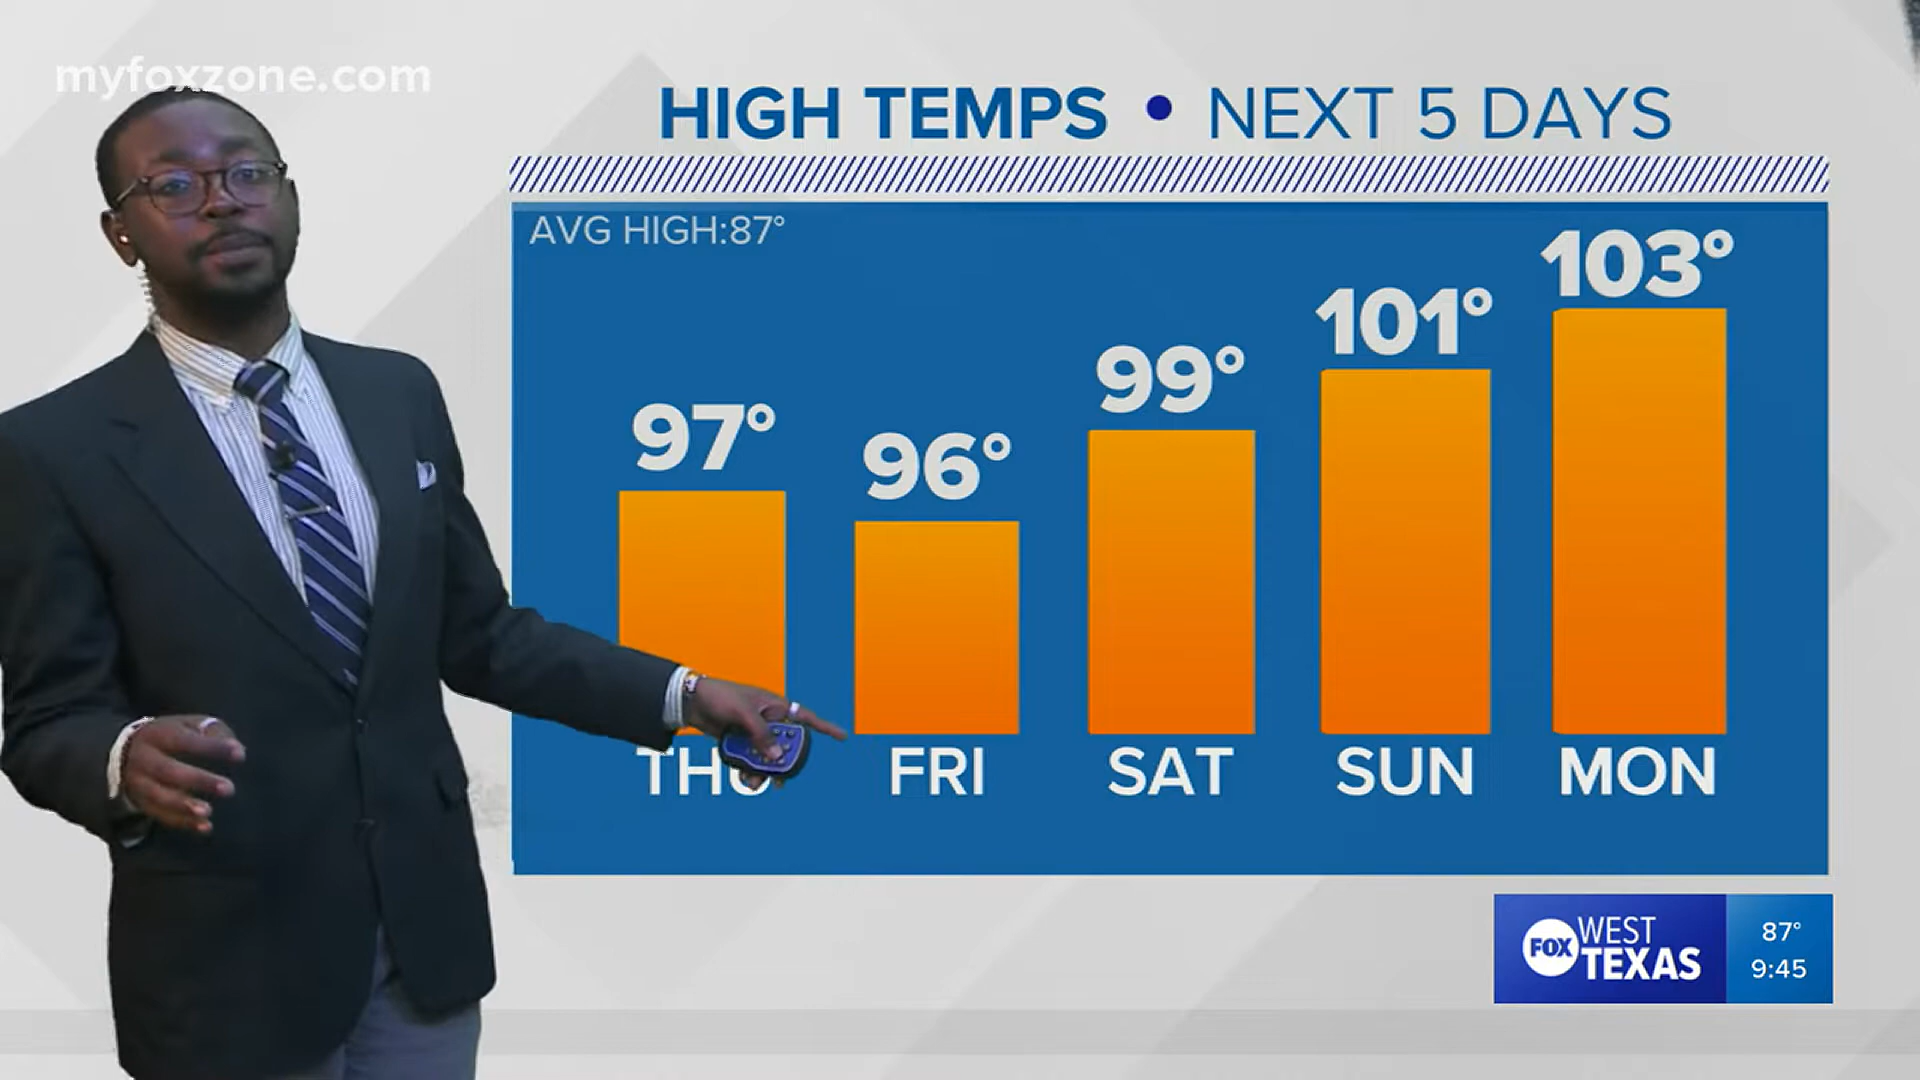 myfoxzone.com
HIGH TEMPS • NEXT 5 DAYS
AVG HIGH:87°
97° 96° 99° 101° 103°
THU FRI SAT SUN MON
FOX WEST TEXAS
87°
9:45